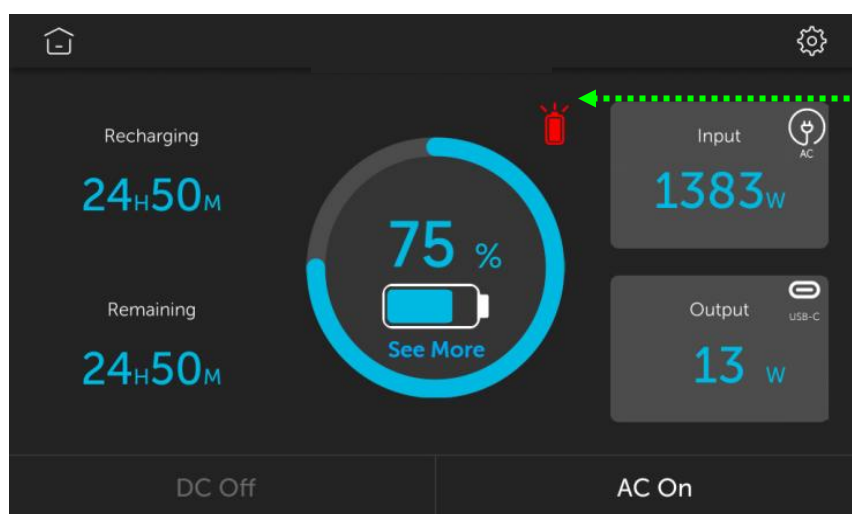 Recharging
24H50M
Remaining
24H50M
75 %
See More
Input
AC
1383W
Output
USB-C
13 W
DC Off
AC On